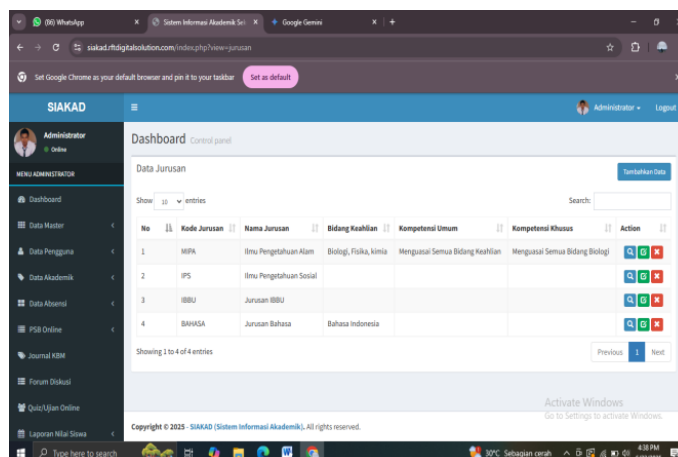 (86) WhatsApp
Sistem Informasi Akademik Se
Google Gemini
siakad.rftdigitalsolution.com/index.php?view=jurusan
Set Google Chrome as your default browser and pin it to your taskbar
Set as default
SIAKAD
Administrator
Logout
Administrator
Online
Dashboard Control panel
MENU ADMINISTRATOR
Data Jurusan
Tambahkan Data
Dashboard
Show 10 entries
Search:
Data Master
No Kode Jurusan Nama Jurusan Bidang Keahlian Kompetensi Umum Kompetensi Khusus Action
Data Pengguna
1 MIPA Ilmu Pengetahuan Alam Biologi, Fisika, kimia Menguasai Semua Bidang Keahlian Menguasai Semua Bidang Biologi
Data Akademik
2 IPS Ilmu Pengetahuan Sosial
Data Absensi
3 IBBU Jurusan IBBU
PSB Online
4 BAHASA Jurusan Bahasa Bahasa Indonesia
Journal KBM
Showing 1 to 4 of 4 entries
Previous 1 Next
Forum Diskusi
Quiz/Ujian Online
Activate Windows
Go to Settings to activate Windows.
Laporan Nilai Siswa
Copyright © 2025 - SIAKAD (Sistem Informasi Akademik). All rights reserved.
Type here to search
30°C Sebagian cerah
4:38 PM